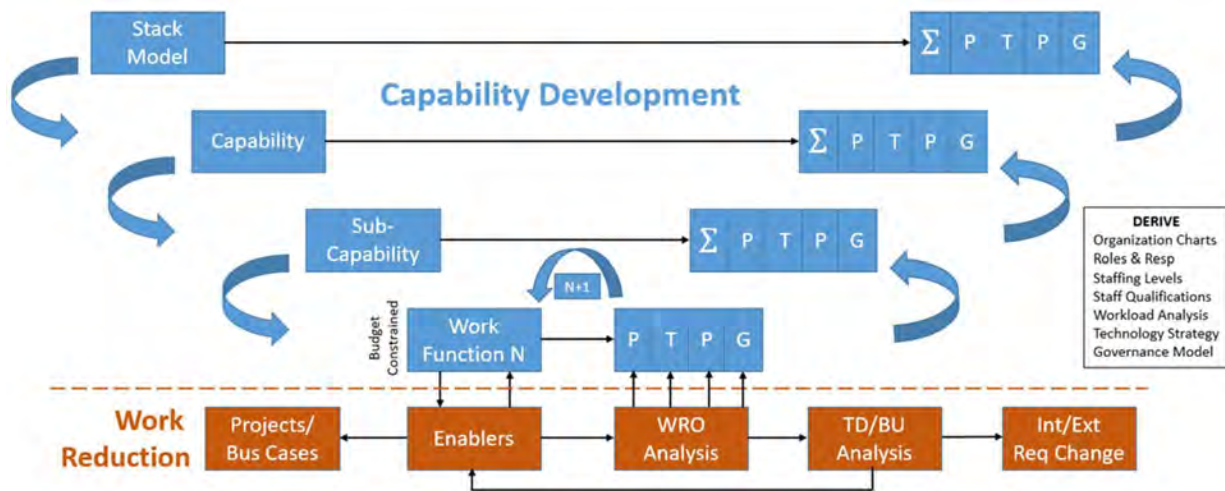 Stack
Model
Σ P T P G
Capability Development
Capability
Σ P T P G
Sub-
Capability
Σ P T P G
DERIVE
Organization Charts
Roles & Resp
Staffing Levels
Staff Qualifications
Workload Analysis
Technology Strategy
Governance Model
N+1
Budget
Constrained
Work
Function N
P T P G
Work
Reduction
Projects/
Bus Cases
Enablers
WRO
Analysis
TD/BU
Analysis
Int/Ext
Req Change